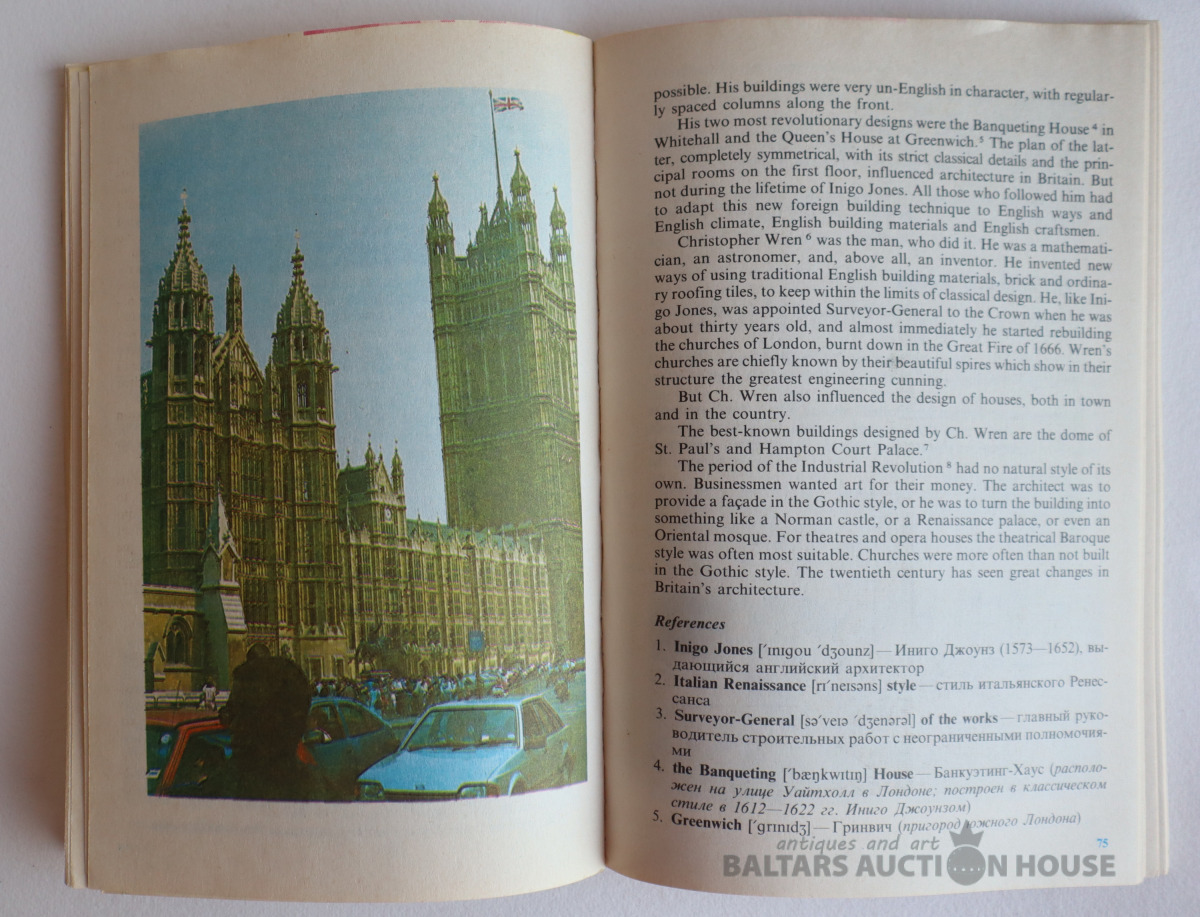 possible. His buildings were very un-English in character, with regular-
ly spaced columns along the front.
His two most revolutionary designs were the Banqueting House ⁴ in
Whitehall and the Queen's House at Greenwich.⁵ The plan of the lat-
ter, completely symmetrical, with its strict classical details and the prin-
cipal rooms on the first floor, influenced architecture in Britain. But
not during the lifetime of Inigo Jones. All those who followed him had
to adapt this new foreign building technique to English ways and
English climate, English building materials and English craftsmen.
Christopher Wren ⁶ was the man, who did it. He was a mathemati-
cian, an astronomer, and, above all, an inventor. He invented new
ways of using traditional English building materials, brick and ordina-
ry roofing tiles, to keep within the limits of classical design. He, like Ini-
go Jones, was appointed Surveyor-General to the Crown when he was
about thirty years old, and almost immediately he started rebuilding
the churches of London, burnt down in the Great Fire of 1666. Wren's
churches are chiefly known by their beautiful spires which show in their
structure the greatest engineering cunning.
But Ch. Wren also influenced the design of houses, both in town
and in the country.
The best-known buildings designed by Ch. Wren are the dome of
St. Paul's and Hampton Court Palace.⁷
The period of the Industrial Revolution ⁸ had no natural style of its
own. Businessmen wanted art for their money. The architect was to
provide a façade in the Gothic style, or he was to turn the building into
something like a Norman castle, or a Renaissance palace, or even an
Oriental mosque. For theatres and opera houses the theatrical Baroque
style was often most suitable. Churches were more often than not built
in the Gothic style. The twentieth century has seen great changes in
Britain's architecture.
References
1. Inigo Jones [ˈɪnɪgou ˈdʒounz] — Иниго Джоунз (1573—1652), вы-
дающийся английский архитектор
2. Italian Renaissance [rɪˈneɪsəns] style — стиль итальянского Ренес-
санса
3. Surveyor-General [səˈveɪə ˈdʒenərəl] of the works — главный руко-
водитель строительных работ с неограниченными полномочия-
ми
4. the Banqueting [ˈbæŋkwɪtɪŋ] House — Банкуэтинг-Хаус (располо-
жен на улице Уайтхолл в Лондоне; построен в классическом
стиле в 1612—1622 гг. Иниго Джоунзом)
5. Greenwich [ˈgrɪnɪdʒ] — Гринвич (пригород южного Лондона)
75
antiques and art
BALTARS AUCTION HOUSE